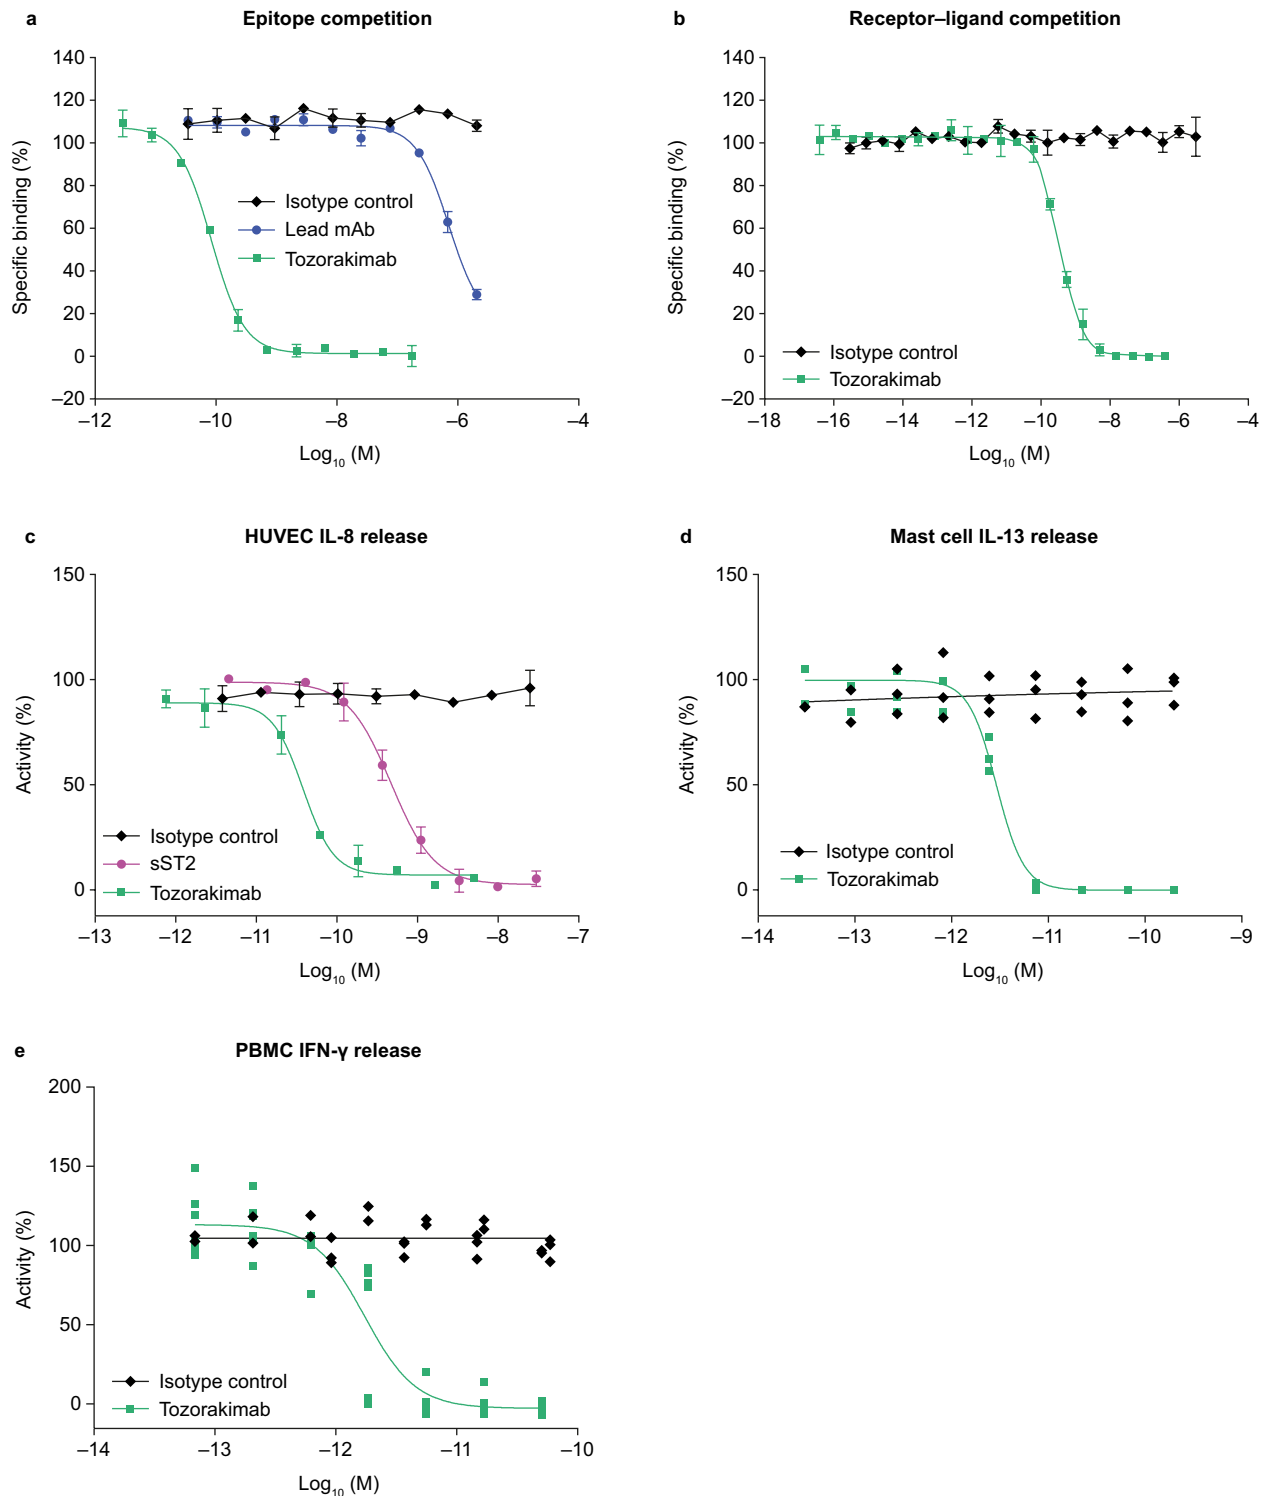 a Epitope competition
140
120
100
80
60
40
20
0
–20
Specific binding (%)
Isotype control
Lead mAb
Tozorakimab
–12 –10 –8 –6 –4
Log10 (M)
b Receptor–ligand competition
140
120
100
80
60
40
20
0
–20
Specific binding (%)
Isotype control
Tozorakimab
–18 –16 –14 –12 –10 –8 –6 –4
Log10 (M)
c HUVEC IL-8 release
150
100
50
0
Activity (%)
Isotype control
sST2
Tozorakimab
–13 –12 –11 –10 –9 –8 –7
Log10 (M)
d Mast cell IL-13 release
150
100
50
0
Activity (%)
Isotype control
Tozorakimab
–14 –13 –12 –11 –10 –9
Log10 (M)
e PBMC IFN-γ release
200
150
100
50
0
Activity (%)
Isotype control
Tozorakimab
–14 –13 –12 –11 –10
Log10 (M)